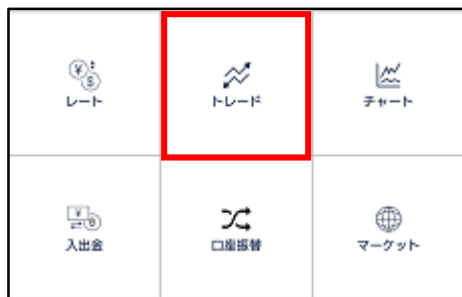 レート
トレード
チャート
入出金
口座振替
マーケット